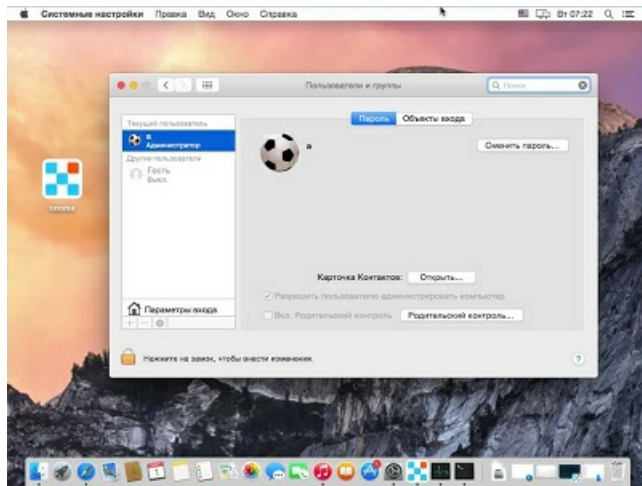 Системные настройки Правка Вид Окно Справка Вт 07:22
Пользователи и группы
Поиск
Пароль Объекты входа
Текущий пользователь
a
Администратор
Другие пользователи
Гость
Выкл.
a
Сменить пароль...
xeoma
Карточка Контактов: Открыть...
Разрешить пользователю администрировать компьютер
Вкл. Родительский контроль Родительский контроль...
Параметры входа
Нажмите на замок, чтобы внести изменения.
?